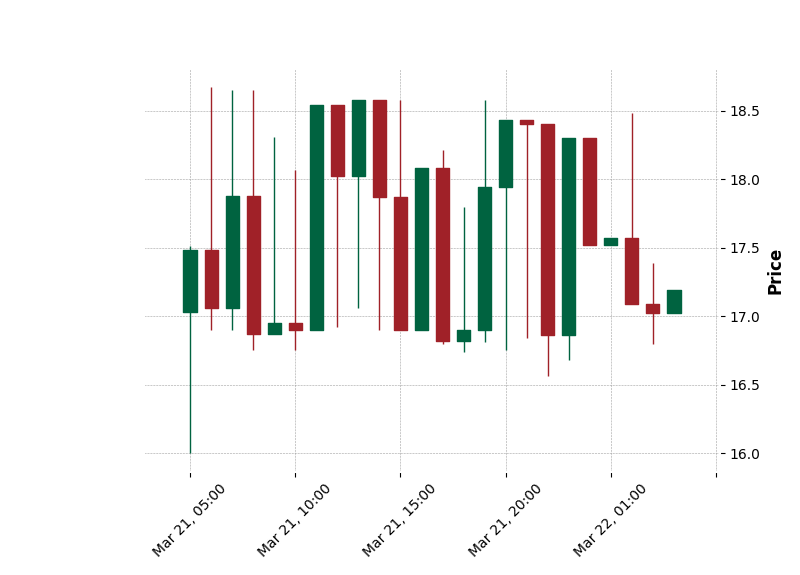 18.5
18.0
17.5
17.0
16.5
16.0
Price
Mar 21, 05:00
Mar 21, 10:00
Mar 21, 15:00
Mar 21, 20:00
Mar 22, 01:00